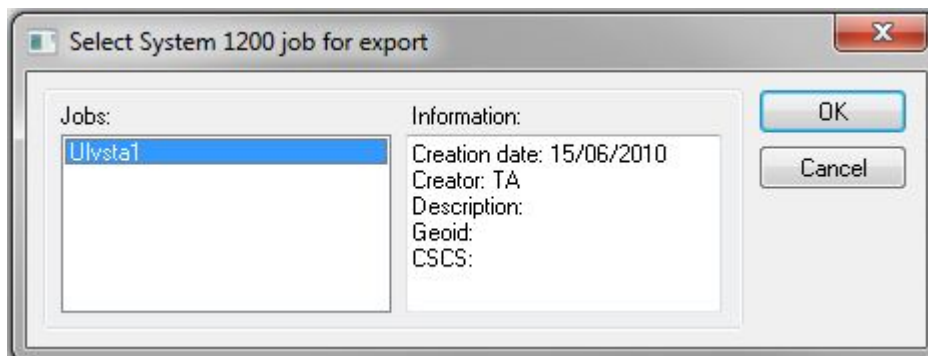 Select System 1200 job for export
Jobs:
Ulvsta1
Information:
Creation date: 15/06/2010
Creator: TA
Description:
Geoid:
CSCS:
OK
Cancel